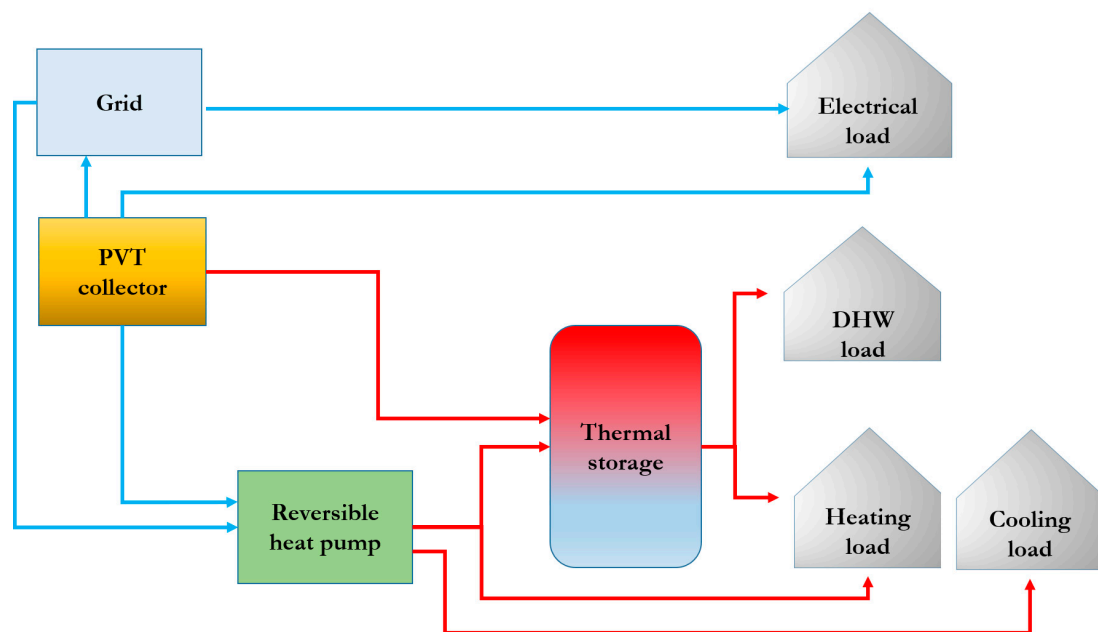 Grid
Electrical
load
PVT
collector
DHW
load
Thermal
storage
Reversible
heat pump
Heating
load
Cooling
load